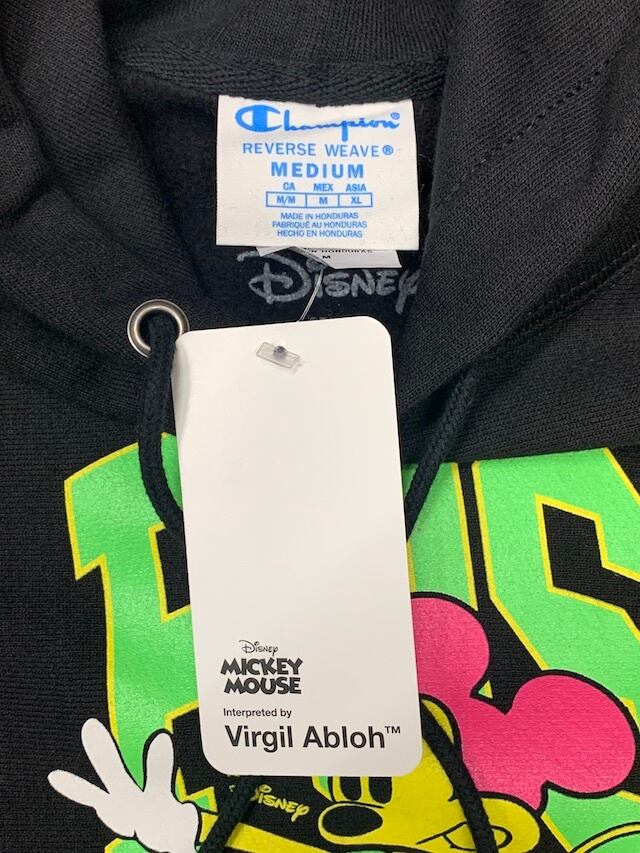 Champion®
REVERSE WEAVE®
MEDIUM
CA MEX ASIA
M/M M XL
MADE IN HONDURAS
FABRIQUÉ AU HONDURAS
HECHO EN HONDURAS
HONDURAS
M
Disney
Disney
MICKEY
MOUSE
Interpreted by
Virgil Abloh™
Disney